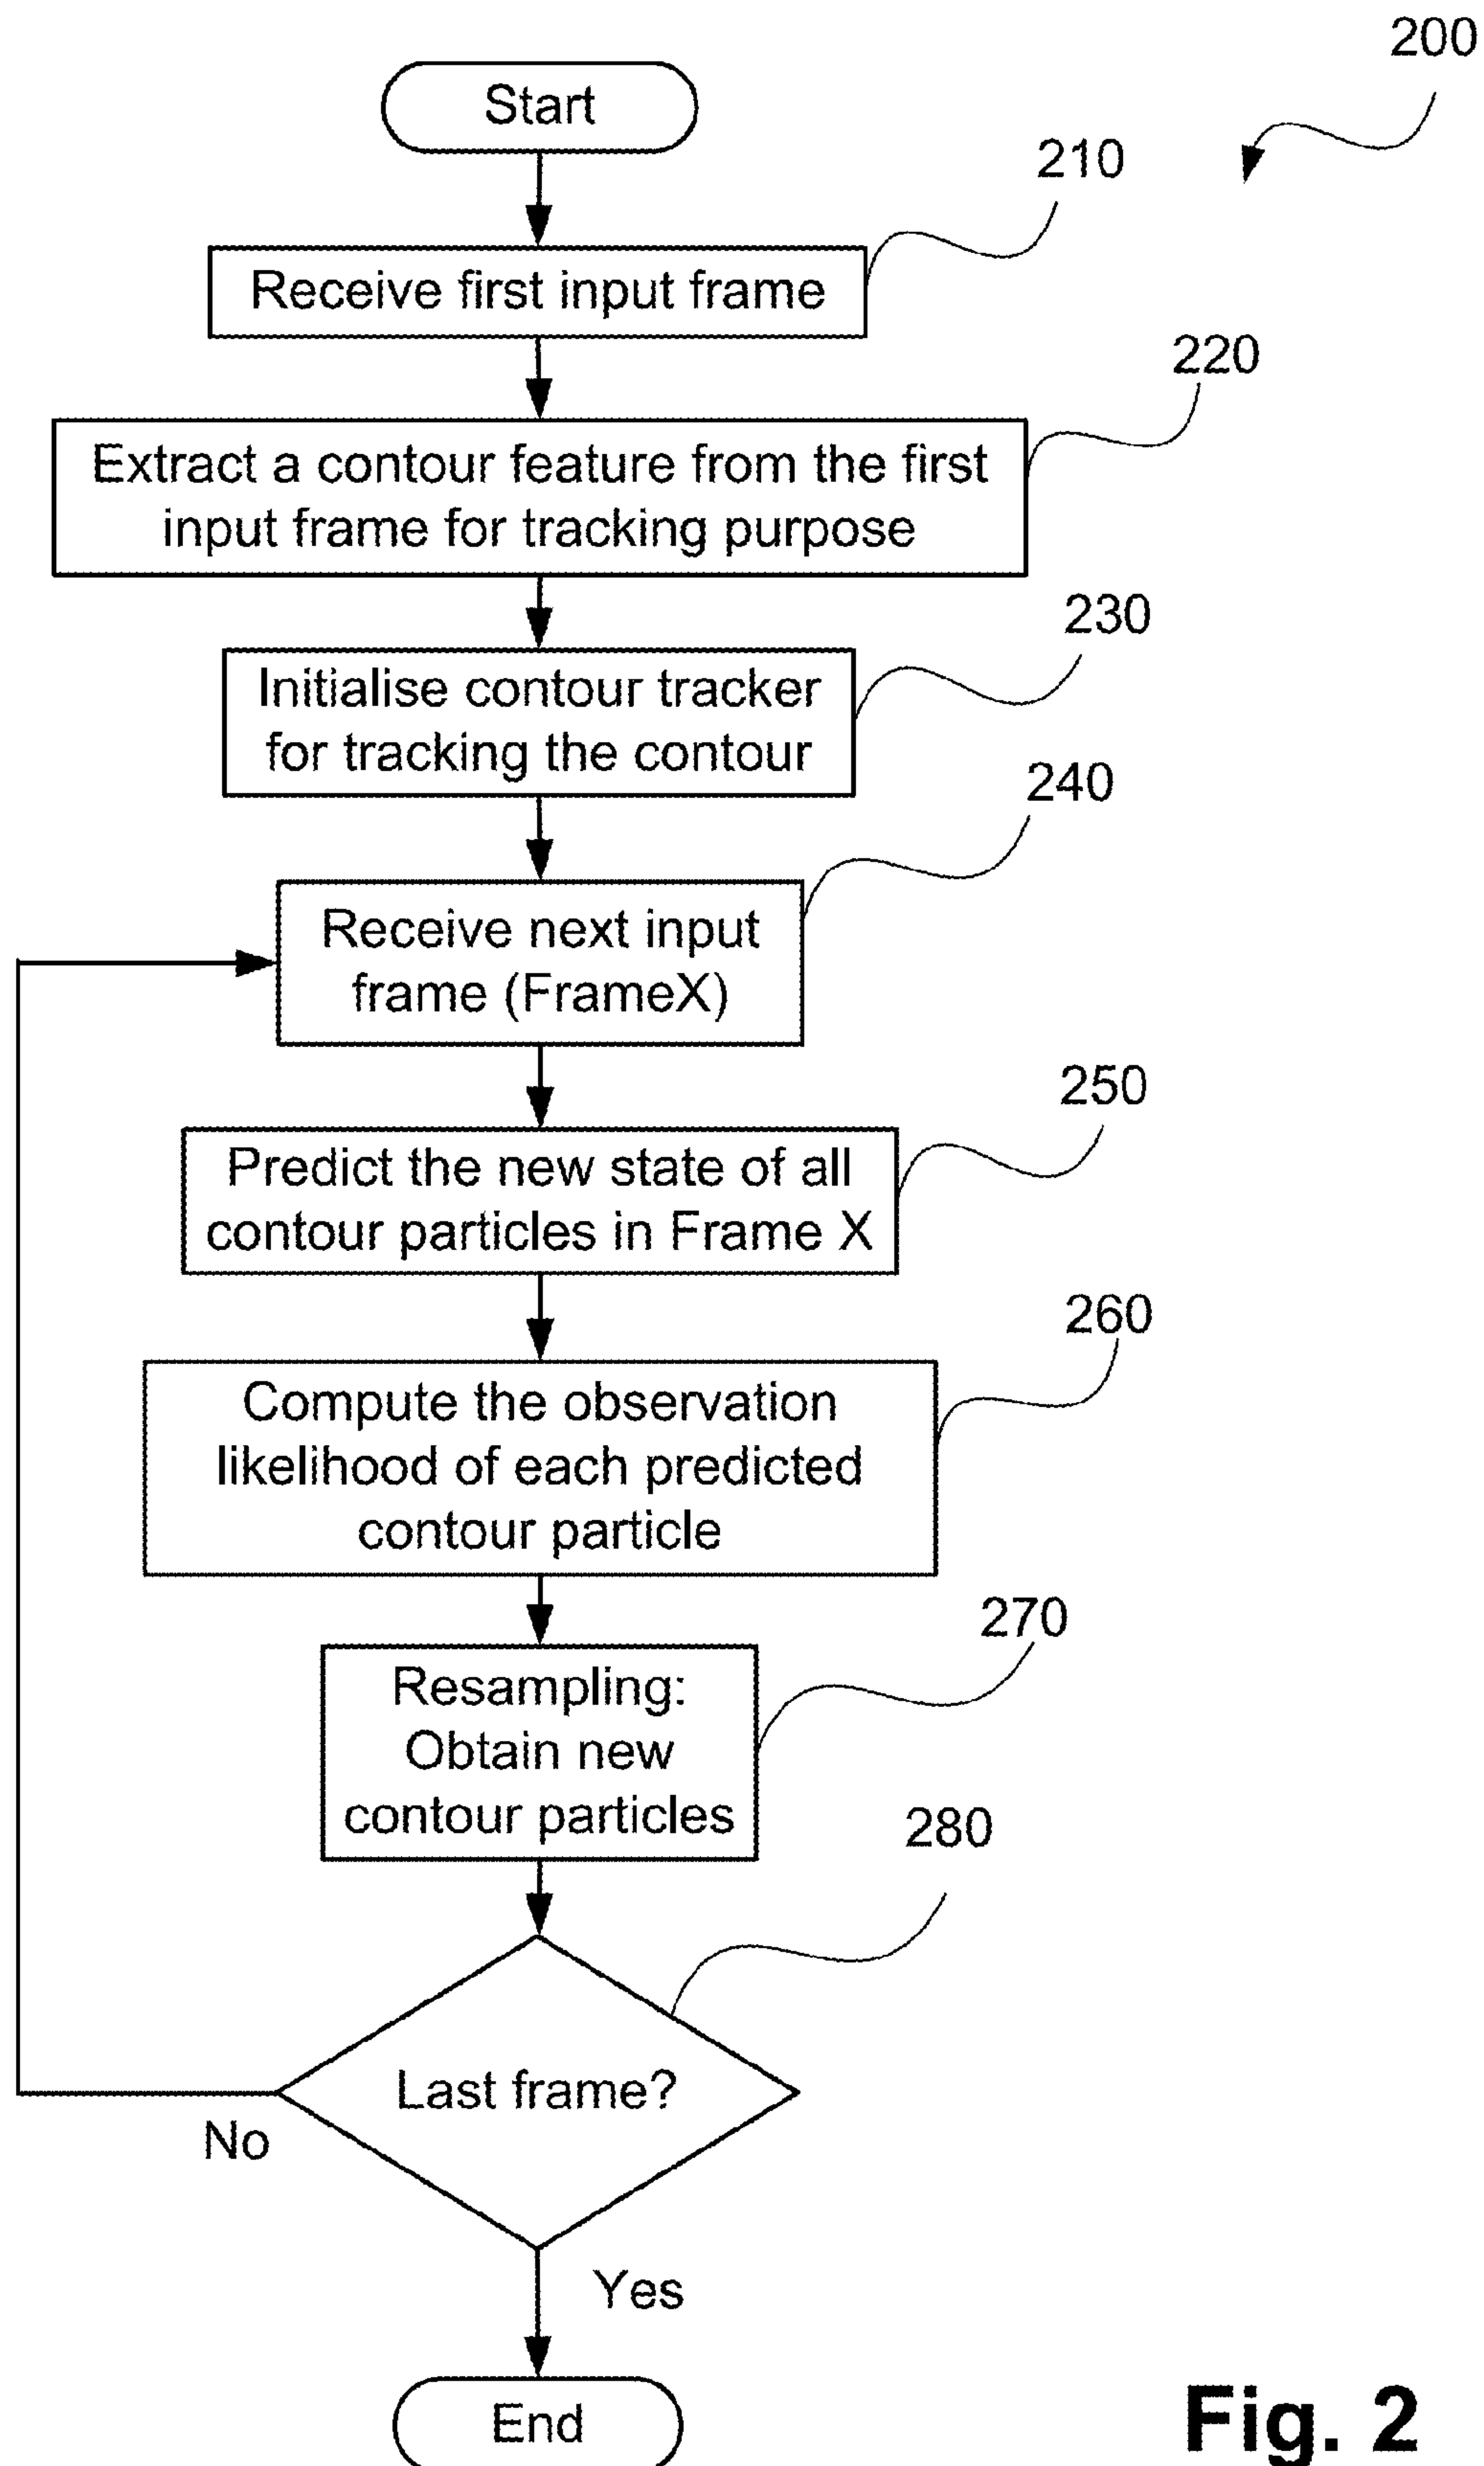 200
Start
210
Receive first input frame
220
Extract a contour feature from the first
input frame for tracking purpose
230
Initialise contour tracker
for tracking the contour
240
Receive next input
frame (FrameX)
250
Predict the new state of all
contour particles in Frame X
260
Compute the observation
likelihood of each predicted
contour particle
270
Resampling:
Obtain new
contour particles
280
Last frame?
No
Yes
End
Fig. 2